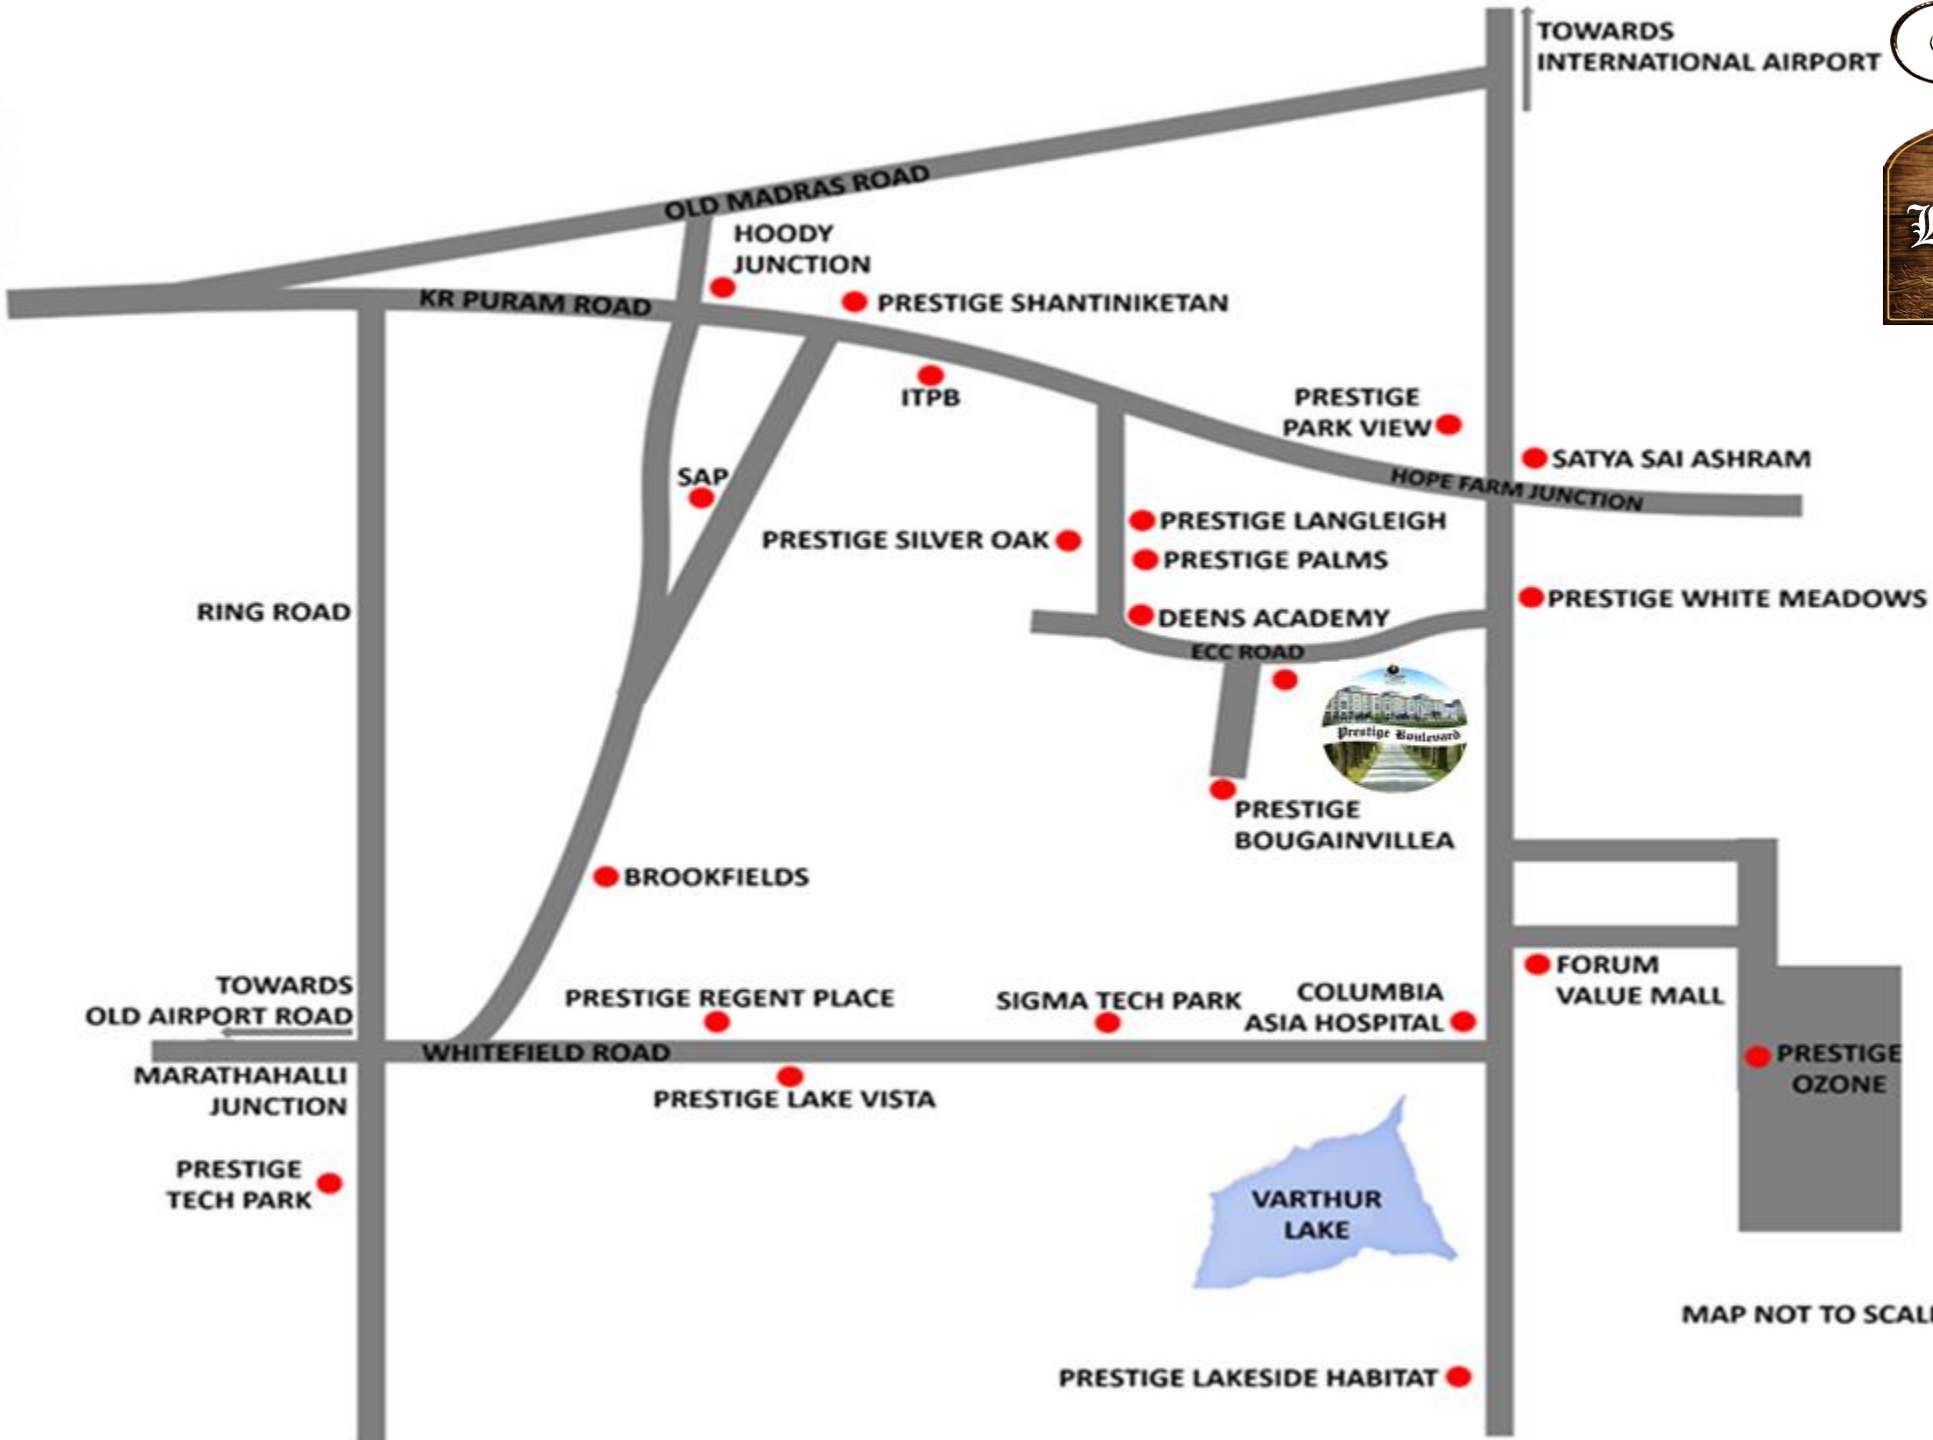 TOWARDS
INTERNATIONAL AIRPORT
OLD MADRAS ROAD
HOODY
JUNCTION
KR PURAM ROAD
PRESTIGE SHANTINIKETAN
ITPB
PRESTIGE
PARK VIEW
SATYA SAI ASHRAM
HOPE FARM JUNCTION
SAP
PRESTIGE LANGLEIGH
PRESTIGE SILVER OAK
PRESTIGE PALMS
RING ROAD
DEENS ACADEMY
PRESTIGE WHITE MEADOWS
ECC ROAD
Prestige Boulevard
PRESTIGE
BOUGAINVILLEA
BROOKFIELDS
FORUM
VALUE MALL
TOWARDS
OLD AIRPORT ROAD
PRESTIGE REGENT PLACE
SIGMA TECH PARK
COLUMBIA
ASIA HOSPITAL
WHITEFIELD ROAD
PRESTIGE
OZONE
MARATHAHALLI
JUNCTION
PRESTIGE LAKE VISTA
PRESTIGE
TECH PARK
VARTHUR
LAKE
MAP NOT TO SCAL
PRESTIGE LAKESIDE HABITAT